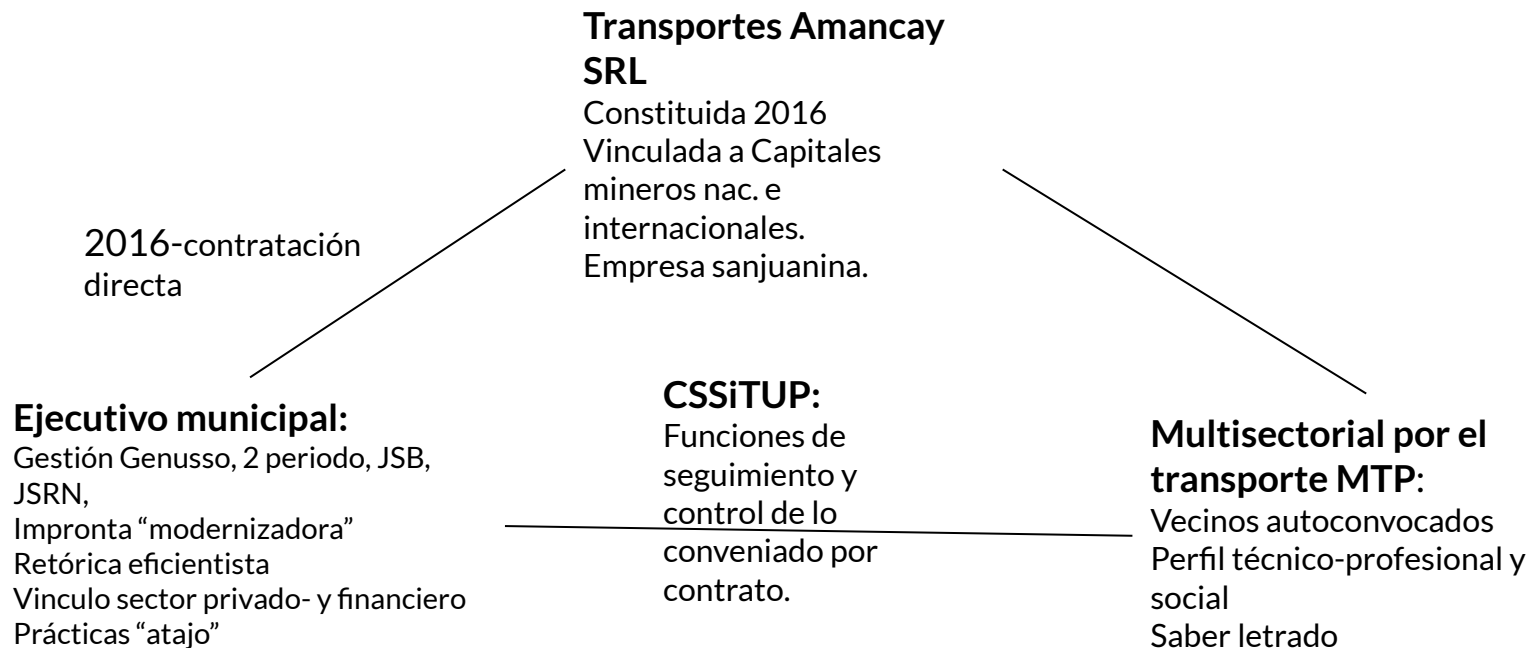 Transportes Amancay
SRL
Constituida 2016
Vinculada a Capitales
mineros nac. e
internacionales.
Empresa sanjuanina.
2016-contratación
directa
Ejecutivo municipal:
Gestión Genusso, 2 periodo, JSB,
JSRN,
Impronta “modernizadora”
Retórica eficientista
Vinculo sector privado- y financiero
Prácticas “atajo”
CSSiTUP:
Funciones de
seguimiento y
control de lo
conveniado por
contrato.
Multisectorial por el
transporte MTP:
Vecinos autoconvocados
Perfil técnico-profesional y
social
Saber letrado